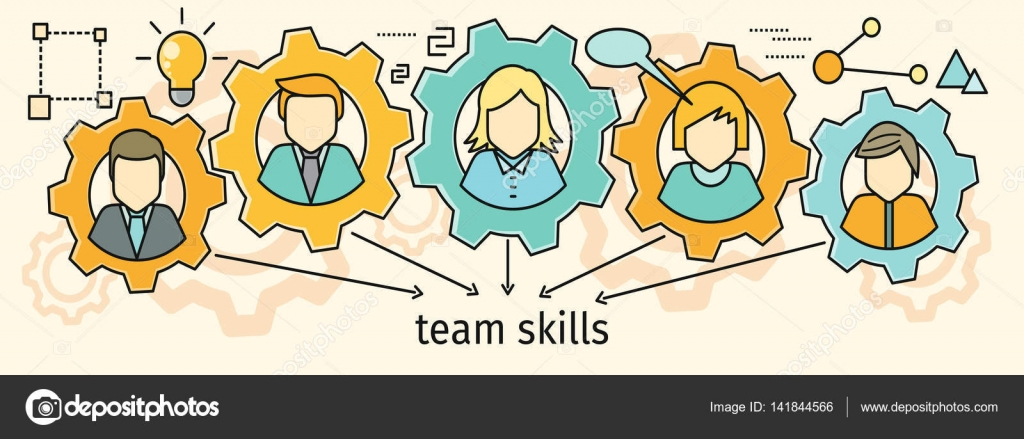 team skills
depositphotos
Image ID: 141844566
www.depositphotos.com